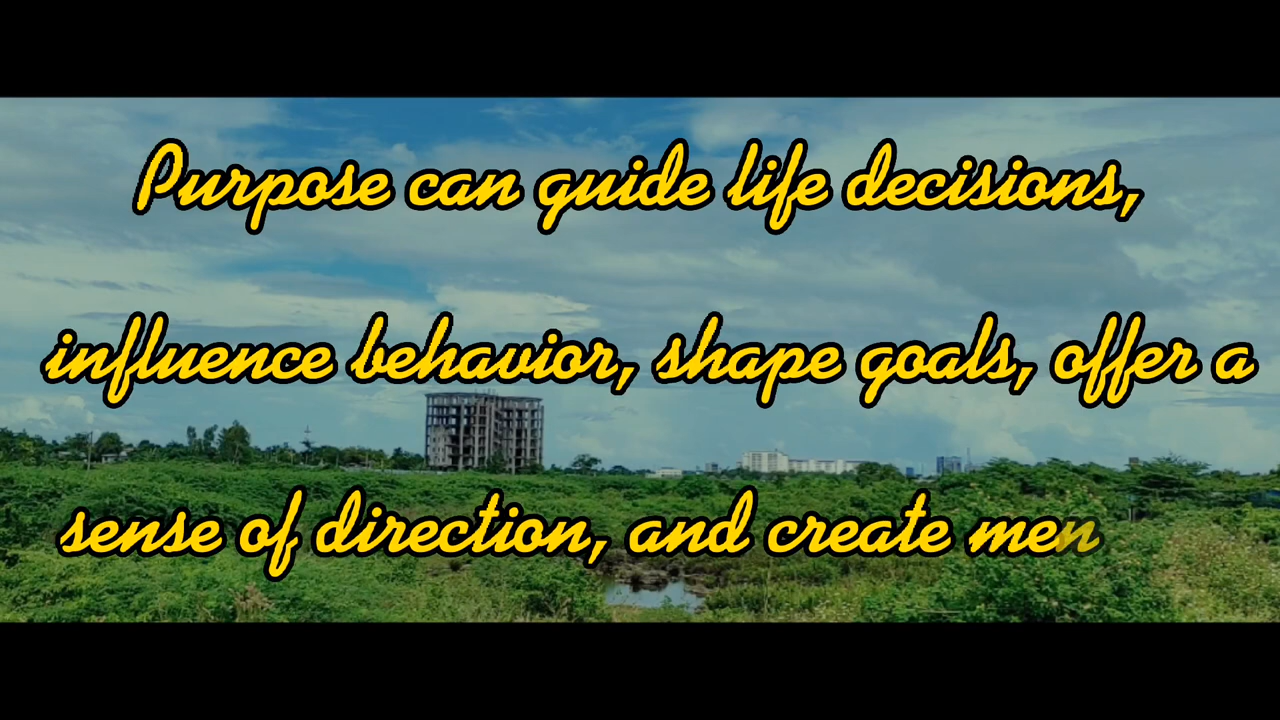 Purpose can guide life decisions,
influence behavior, shape goals, offer a
sense of direction, and create men